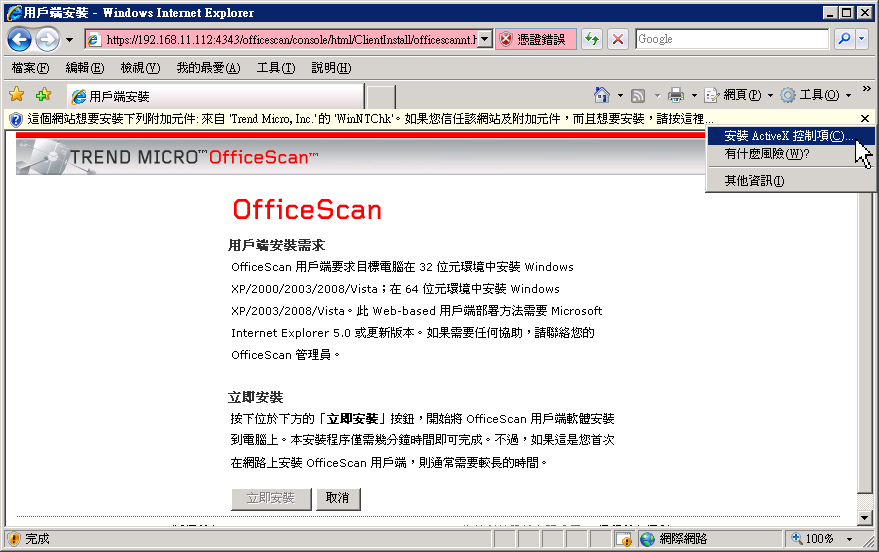 用戶端安裝 - Windows Internet Explorer
https://192.168.11.112:4343/officescan/console/html/ClientInstall/officescannt.h
憑證錯誤
Google
檔案(F) 編輯(E) 檢視(V) 我的最愛(A) 工具(T) 說明(H)
用戶端安裝
網頁(P) 工具(O) »
這個網站想要安裝下列附加元件: 來自 'Trend Micro, Inc.' 的 'WinNTChk'。如果您信任該網站及附加元件，而且想要安裝，請按這裡...
安裝 ActiveX 控制項(C)...
有什麼風險(W)?
其他資訊(I)
TREND MICRO™ OfficeScan™
OfficeScan
用戶端安裝需求
OfficeScan 用戶端要求目標電腦在 32 位元環境中安裝 Windows
XP/2000/2003/2008/Vista；在 64 位元環境中安裝 Windows
XP/2003/2008/Vista。此 Web-based 用戶端部署方法需要 Microsoft
Internet Explorer 5.0 或更新版本。如果需要任何協助，請聯絡您的
OfficeScan 管理員。
立即安裝
按下位於下方的「立即安裝」按鈕，開始將 OfficeScan 用戶端軟體安裝
到電腦上。本安裝程序僅需幾分鐘時間即可完成。不過，如果這是您首次
在網路上安裝 OfficeScan 用戶端，則通常需要較長的時間。
立即安裝 取消
完成
網際網路
100%